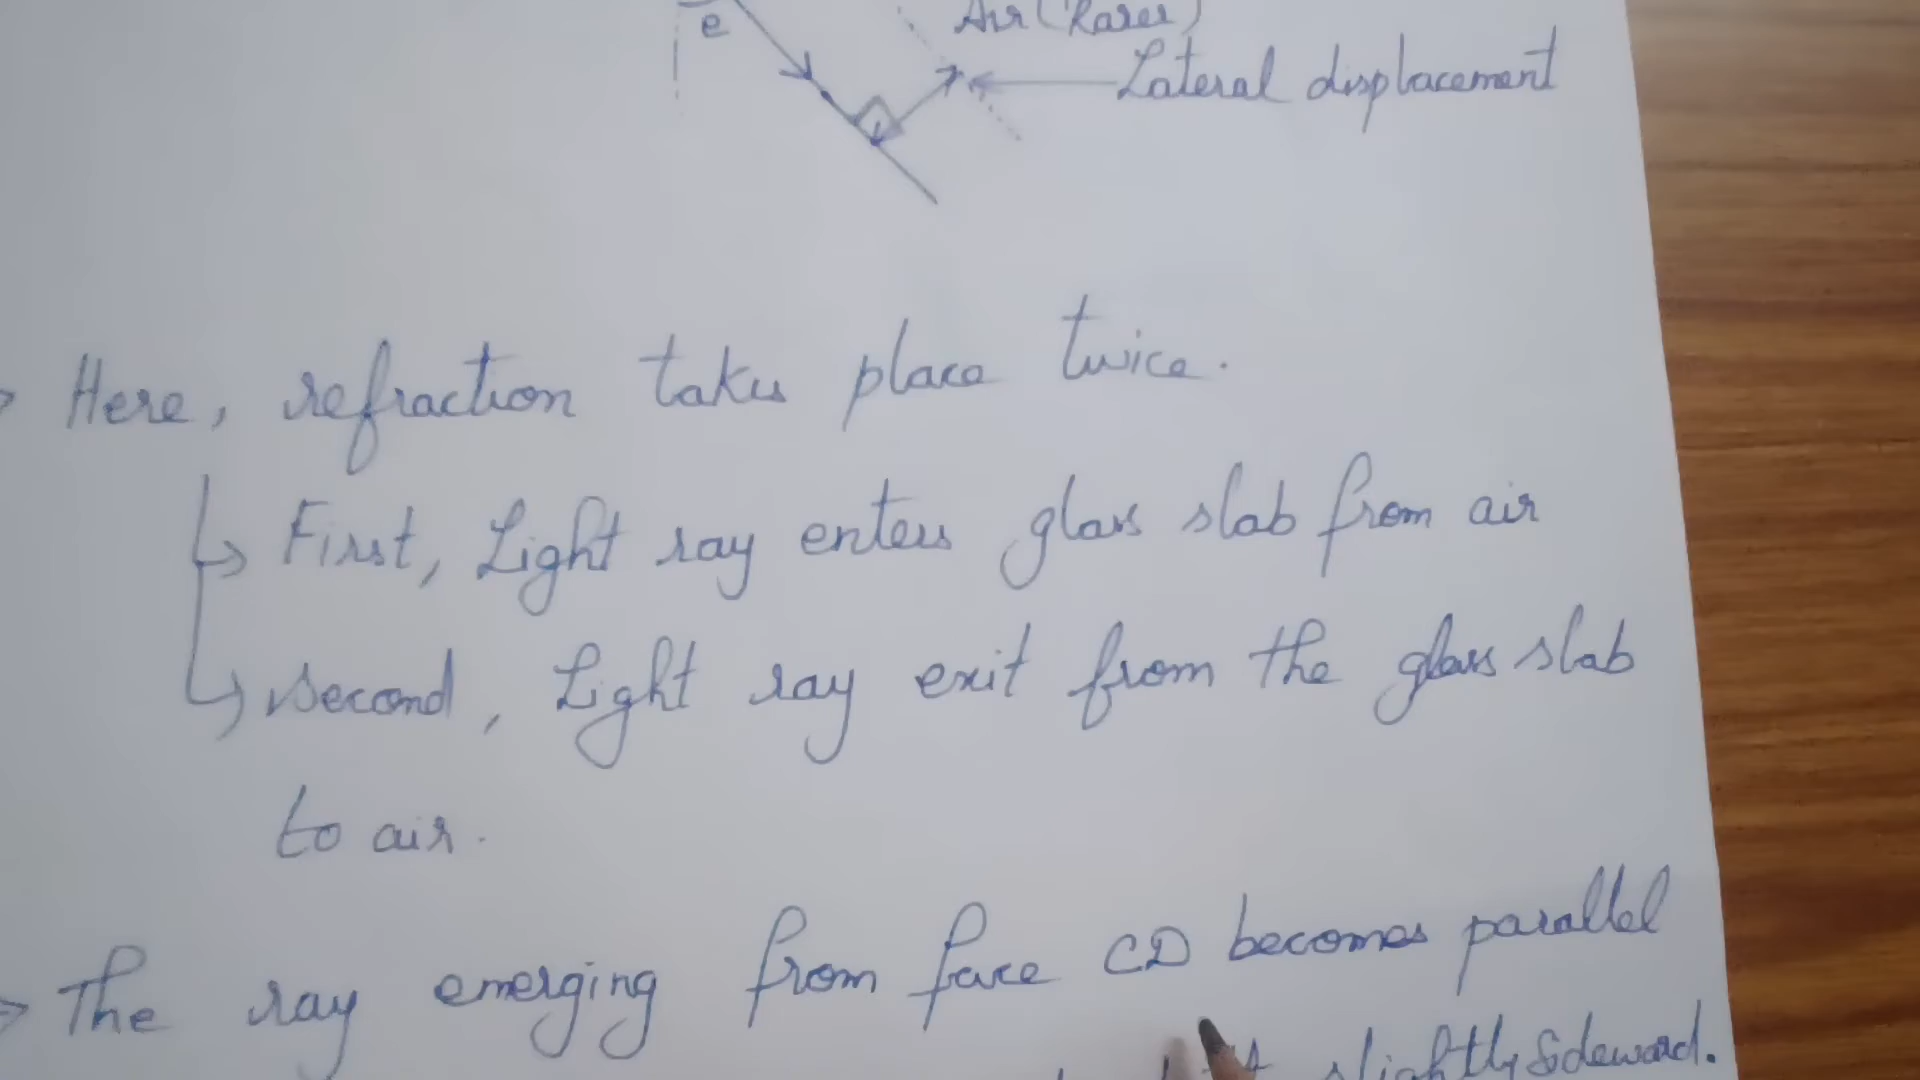 e
Air (Rarer)
Lateral displacement
Here, refraction takes place twice.
First, Light ray enters glass slab from air
Second, Light ray exit from the glass slab
to air.
The ray emerging from face CD becomes parallel
slightly sideward.